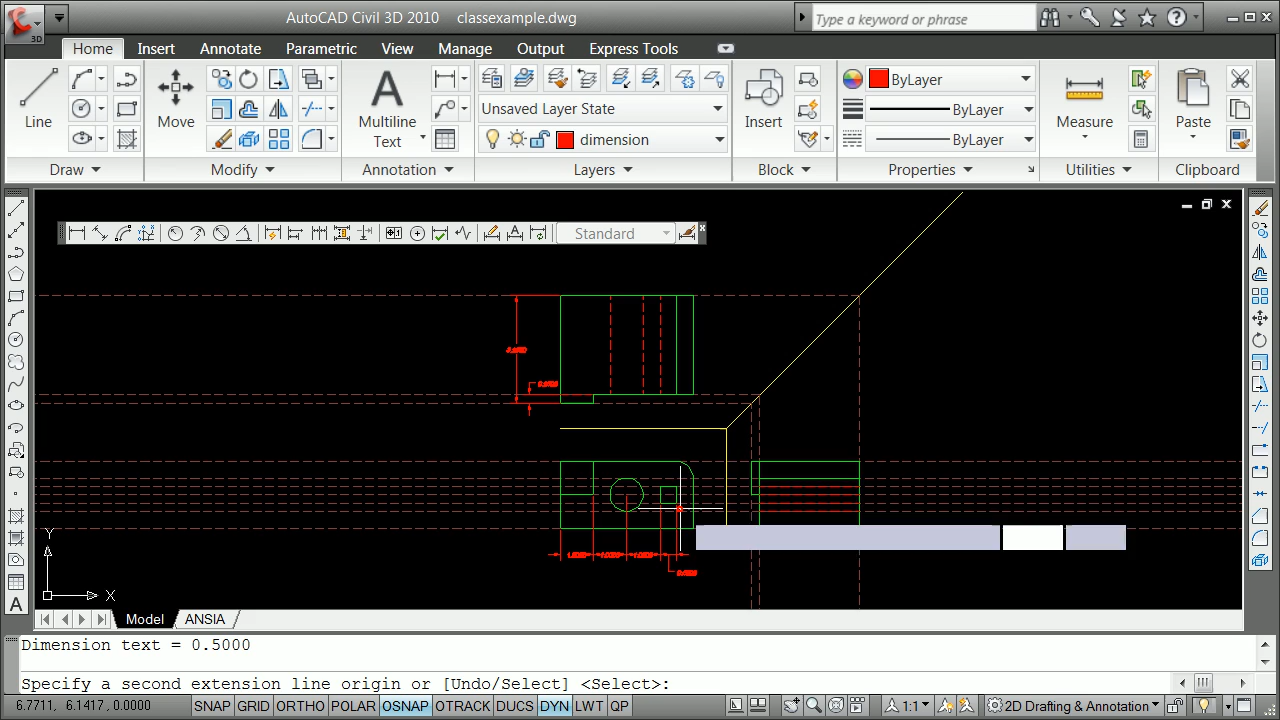 AutoCAD Civil 3D 2010 classexample.dwg
Type a keyword or phrase
3D
Home Insert Annotate Parametric View Manage Output Express Tools
Line
Move
Multiline
Text
Unsaved Layer State
dimension
Insert
ByLayer
ByLayer
ByLayer
Measure
Paste
Draw Modify Annotation Layers Block Properties Utilities Clipboard
Standard
Y
X
A
Model ANSIA
Dimension text = 0.5000
Specify a second extension line origin or [Undo/Select] <Select>:
6.7711, 6.1417, 0.0000 SNAP GRID ORTHO POLAR OSNAP OTRACK DUCS DYN LWT QP 1:1 2D Drafting & Annotation